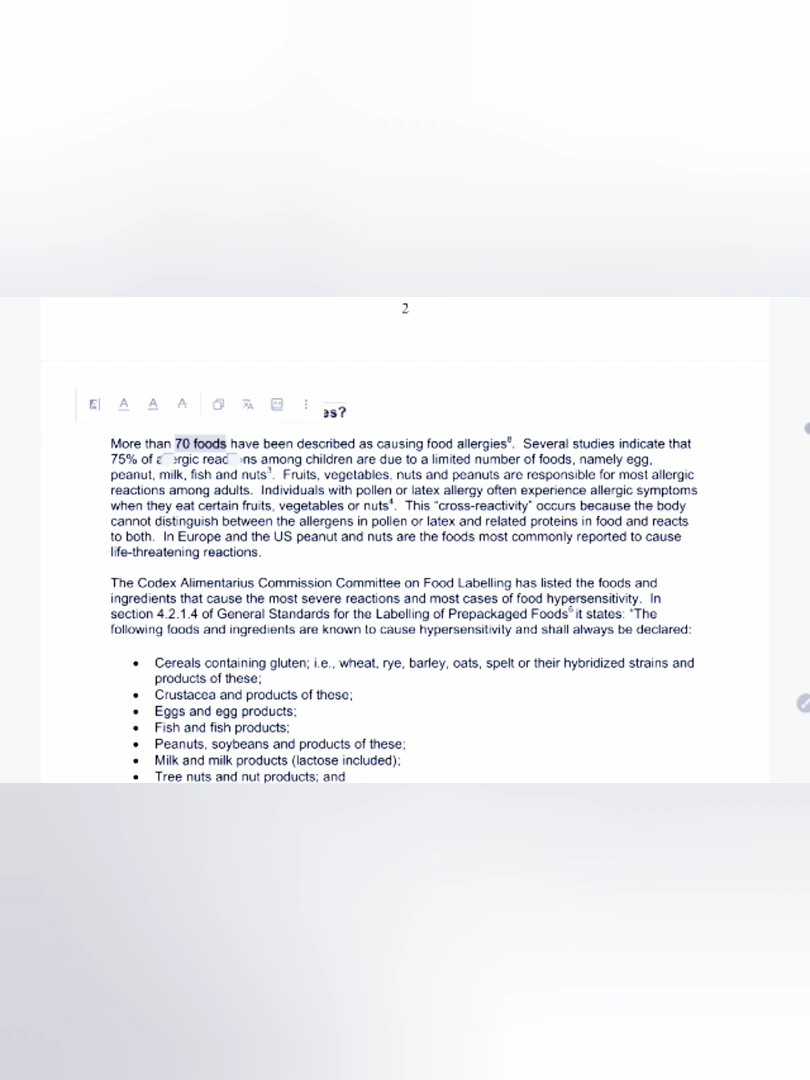 2
es?
More than 70 foods have been described as causing food allergies⁸. Several studies indicate that
75% of among children are due to a limited number of foods, namely egg,
peanut, milk, fish and nuts³. Fruits, vegetables, nuts and peanuts are responsible for most allergic
reactions among adults. Individuals with pollen or latex allergy often experience allergic symptoms
when they eat certain fruits, vegetables or nuts⁴. This "cross-reactivity" occurs because the body
cannot distinguish between the allergens in pollen or latex and related proteins in food and reacts
to both. In Europe and the US peanut and nuts are the foods most commonly reported to cause
life-threatening reactions.
The Codex Alimentarius Commission Committee on Food Labelling has listed the foods and
ingredients that cause the most severe reactions and most cases of food hypersensitivity. In
section 4.2.1.4 of General Standards for the Labelling of Prepackaged Foods it states: "The
following foods and ingredients are known to cause hypersensitivity and shall always be declared:
• Cereals containing gluten; i.e., wheat, rye, barley, oats, spelt or their hybridized strains and
products of these;
• Crustacea and products of these;
• Eggs and egg products;
• Fish and fish products;
• Peanuts, soybeans and products of these;
• Milk and milk products (lactose included);
• Tree nuts and nut products; and